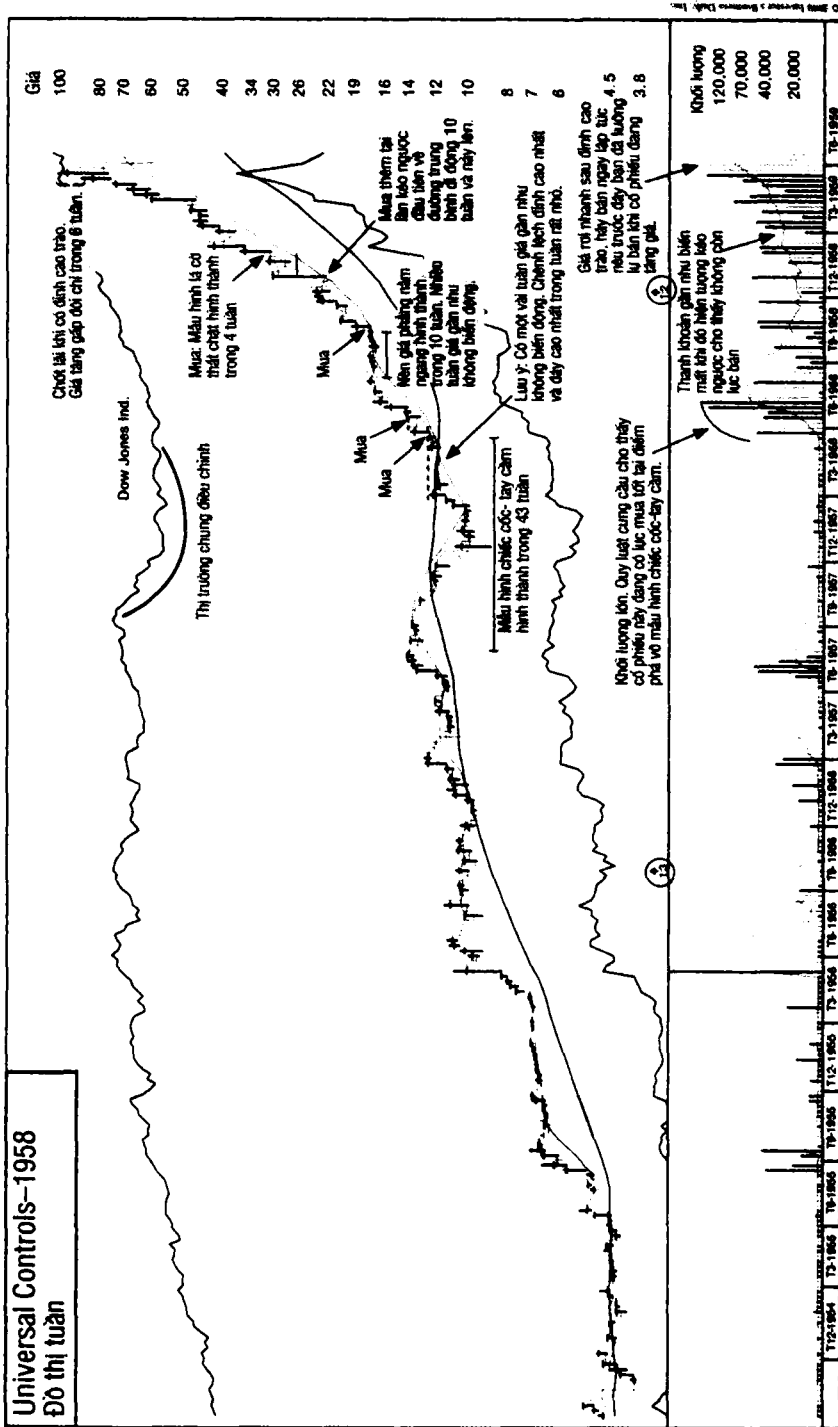 Universal Controls–1958
Đồ thị tuần
Giá
100
80
70
60
50
40
34
30
26
22
19
16
14
12
10
8
7
6
4.5
3.8
Chốt lãi khi có đỉnh cao trào.
Giá tăng gấp đôi chỉ trong 6 tuần.
Dow Jones Ind.
Thị trường chung điều chỉnh
Mua: Mẫu hình lá cờ
thắt chặt hình thành
trong 4 tuần
Mua
Mua thêm tại
lần kéo ngược
đầu tiên về
đường trung
bình di động 10
tuần và nảy lên.
Nền giá phẳng nằm
ngang hình thành
trong 10 tuần. Nhiều
tuần giá gần như
không biến động.
Mua
Mua
Lưu ý: Có một vài tuần giá gần như
không biến động. Chênh lệch đỉnh cao nhất
và đáy cao nhất trong tuần rất nhỏ.
Mẫu hình chiếc cốc- tay cầm
hình thành trong 43 tuần
Giá rơi nhanh sau đỉnh cao
trào, hãy bán ngay lập tức
nếu trước đây bạn đã lưỡng
lự bán khi cổ phiếu đang
tăng giá.
Khối lượng lớn. Quy luật cung cầu cho thấy
cổ phiếu này đang có lực mua tốt tại điểm
phá vỡ mẫu hình chiếc cốc-tay cầm.
Thanh khoản gần như biến
mất khi đó hiện tượng kéo
ngược cho thấy không còn
lực bán
Khối lượng
120,000
70,000
40,000
20,000
T12-1954 T3-1955 T6-1955 T9-1955 T12-1955 T3-1956 T6-1956 T9-1956 T12-1956 T3-1957 T6-1957 T9-1957 T12-1957 T3-1958 T6-1958 T9-1958 T12-1958 T3-1959 T6-1959